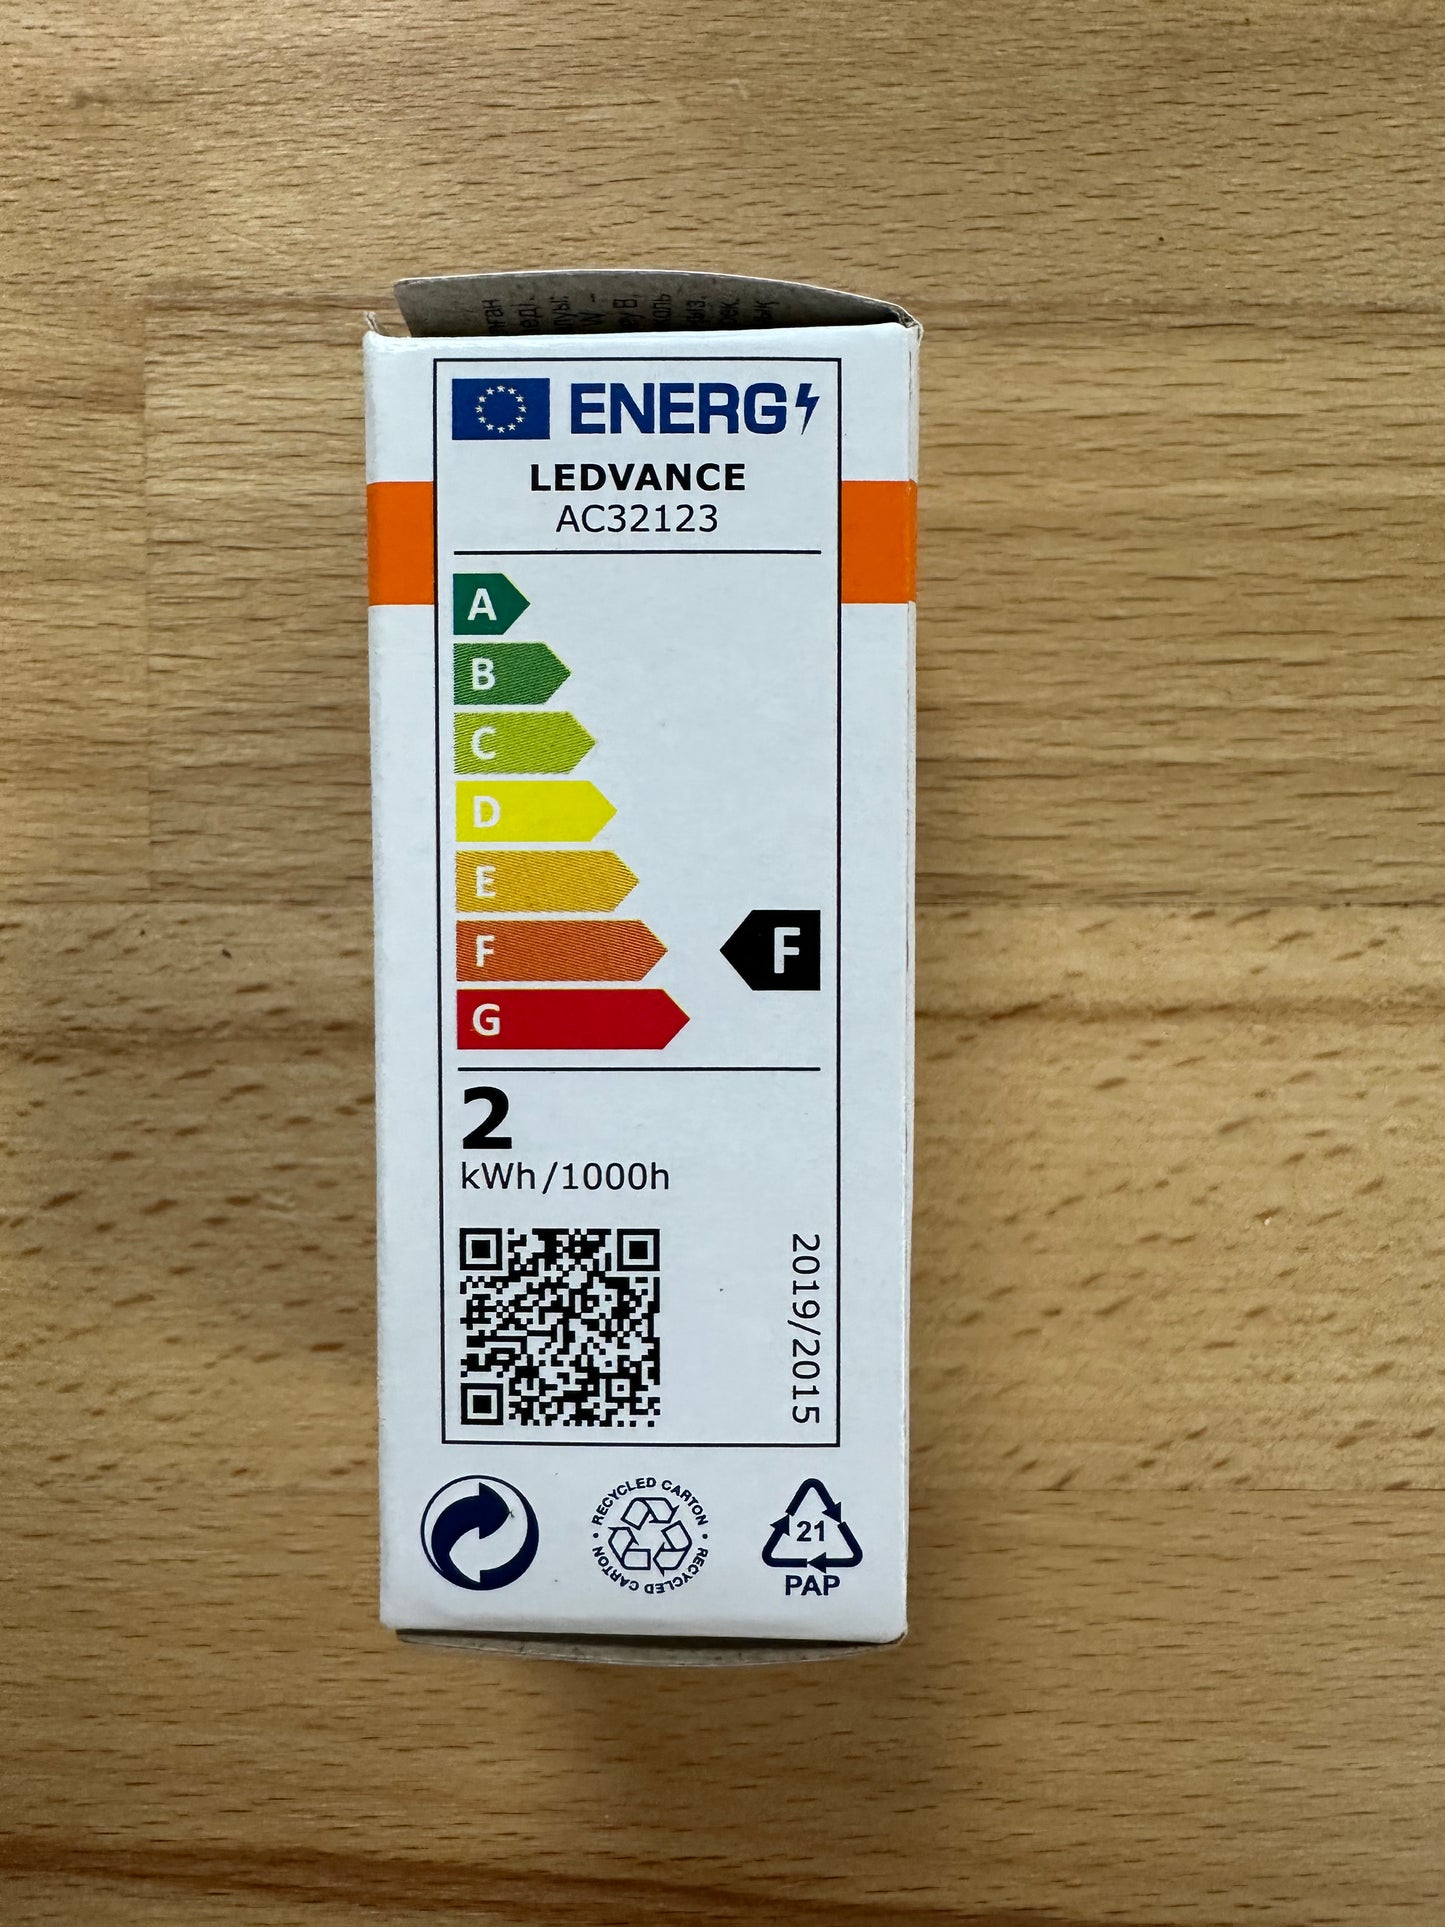 ENERG
LEDVANCE
AC32123
A
B
C
D
E
F
F
G
2
kWh/1000h
2019/2015
RECYCLED CARTON • RECYCLED CARTON •
21
PAP